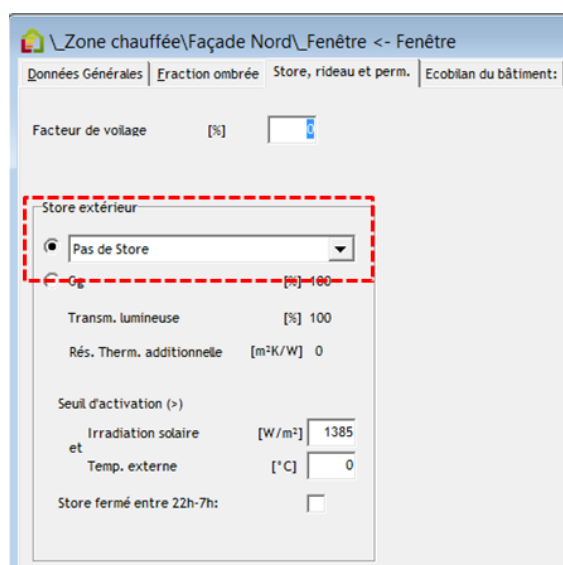 \_Zone chauffée\Façade Nord\_Fenêtre <- Fenêtre
Données Générales Fraction ombrée Store, rideau et perm. Ecobilan du bâtiment:
Facteur de voilage [%] 0
Store extérieur
Pas de Store
Gg [%] 100
Transm. lumineuse [%] 100
Rés. Therm. additionnelle [m²K/W] 0
Seuil d'activation (>)
Irradiation solaire [W/m²] 1385
et
Temp. externe [°C] 0
Store fermé entre 22h-7h: